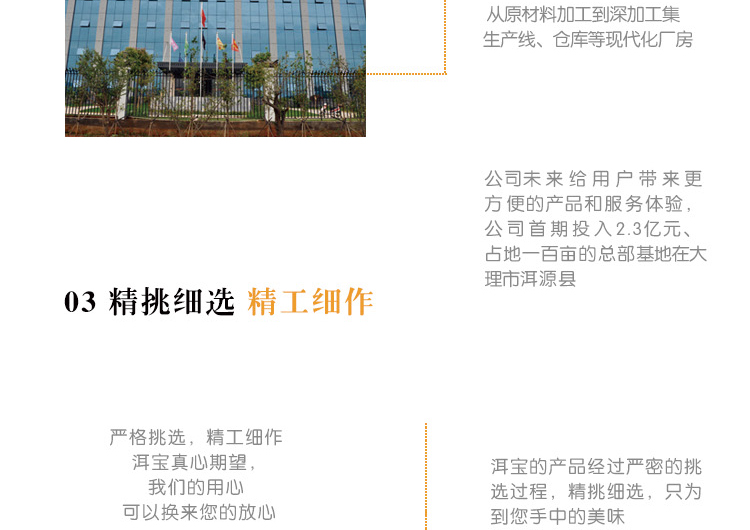 从原材料加工到深加工集
生产线、仓库等现代化厂房
公司未来给用户带来更
方便的产品和服务体验，
公司首期投入2.3亿元、
占地一百亩的总部基地在大
理市洱源县
03 精挑细选 精工细作
严格挑选，精工细作
洱宝真心期望，
我们的用心
可以换来您的放心
洱宝的产品经过严密的挑
选过程，精挑细选，只为
到您手中的美味